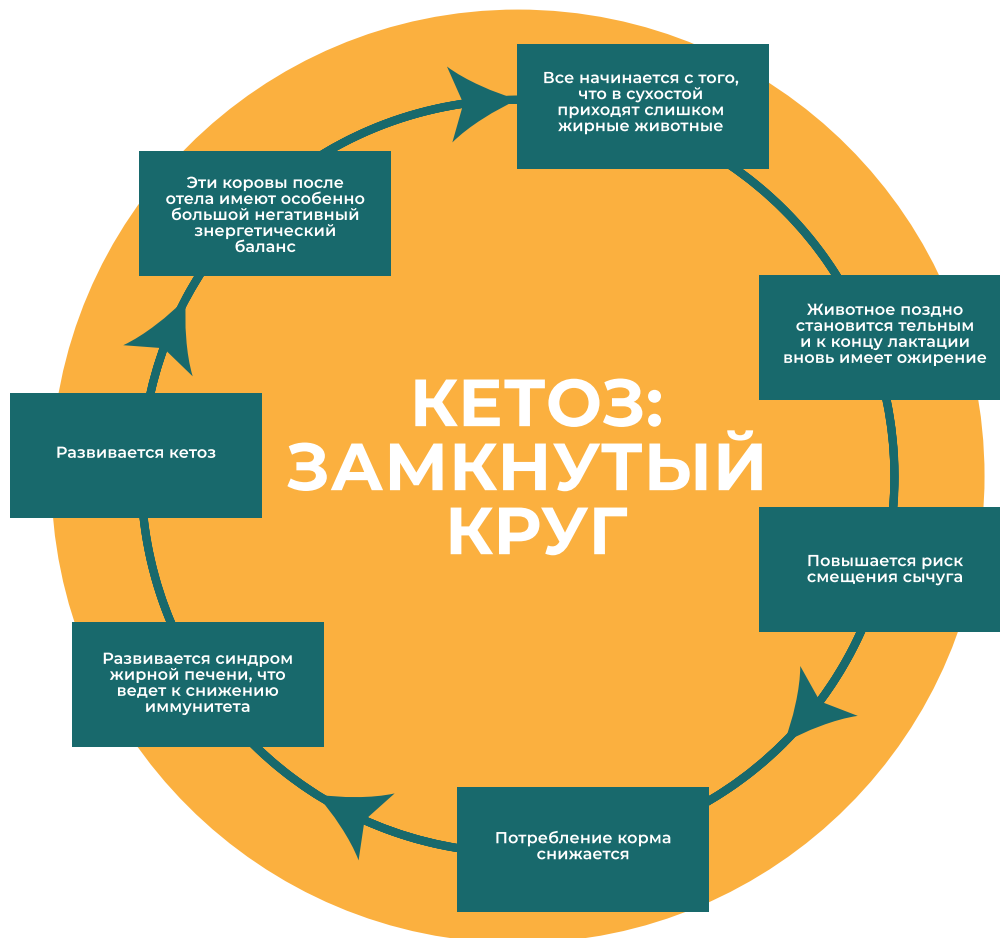 Все начинается с того,
что в сухостой
приходят слишком
жирные животные
Животное поздно
становится тельным
и к концу лактации
вновь имеет ожирение
Повышается риск
смещения сычуга
Потребление корма
снижается
Развивается синдром
жирной печени, что
ведет к снижению
иммунитета
Развивается кетоз
Эти коровы после
отела имеют особенно
большой негативный
знергетический
баланс
КЕТОЗ:
ЗАМКНУТЫЙ
КРУГ